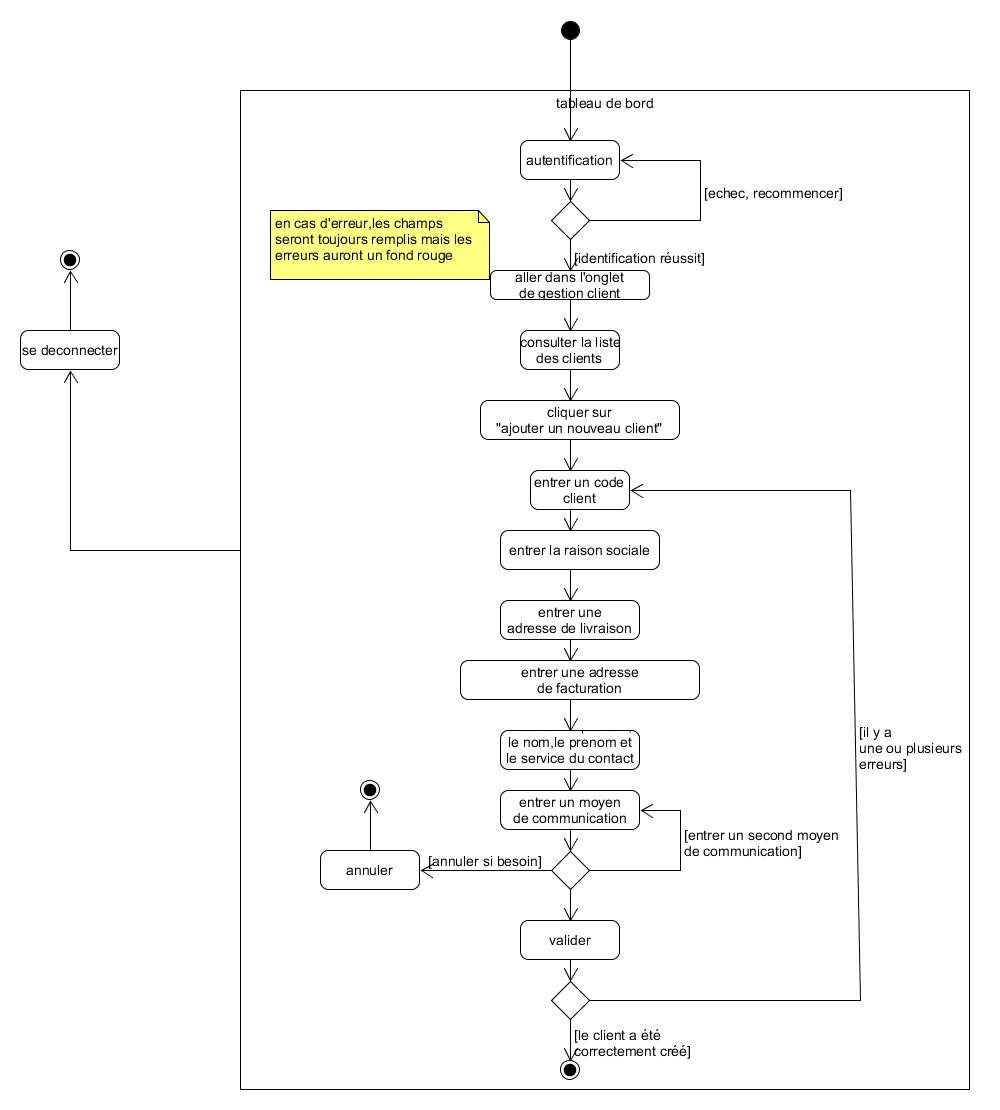 tableau de bord
autentification
[echec, recommencer]
en cas d'erreur,les champs
seront toujours remplis mais les
erreurs auront un fond rouge
[identification réussit]
aller dans l'onglet
de gestion client
se deconnecter
consulter la liste
des clients
cliquer sur
"ajouter un nouveau client"
entrer un code
client
entrer la raison sociale
entrer une
adresse de livraison
entrer une adresse
de facturation
le nom,le prenom et
le service du contact
[il y a
une ou plusieurs
erreurs]
entrer un moyen
de communication
[entrer un second moyen
de communication]
[annuler si besoin]
annuler
valider
[le client a été
correctement créé]